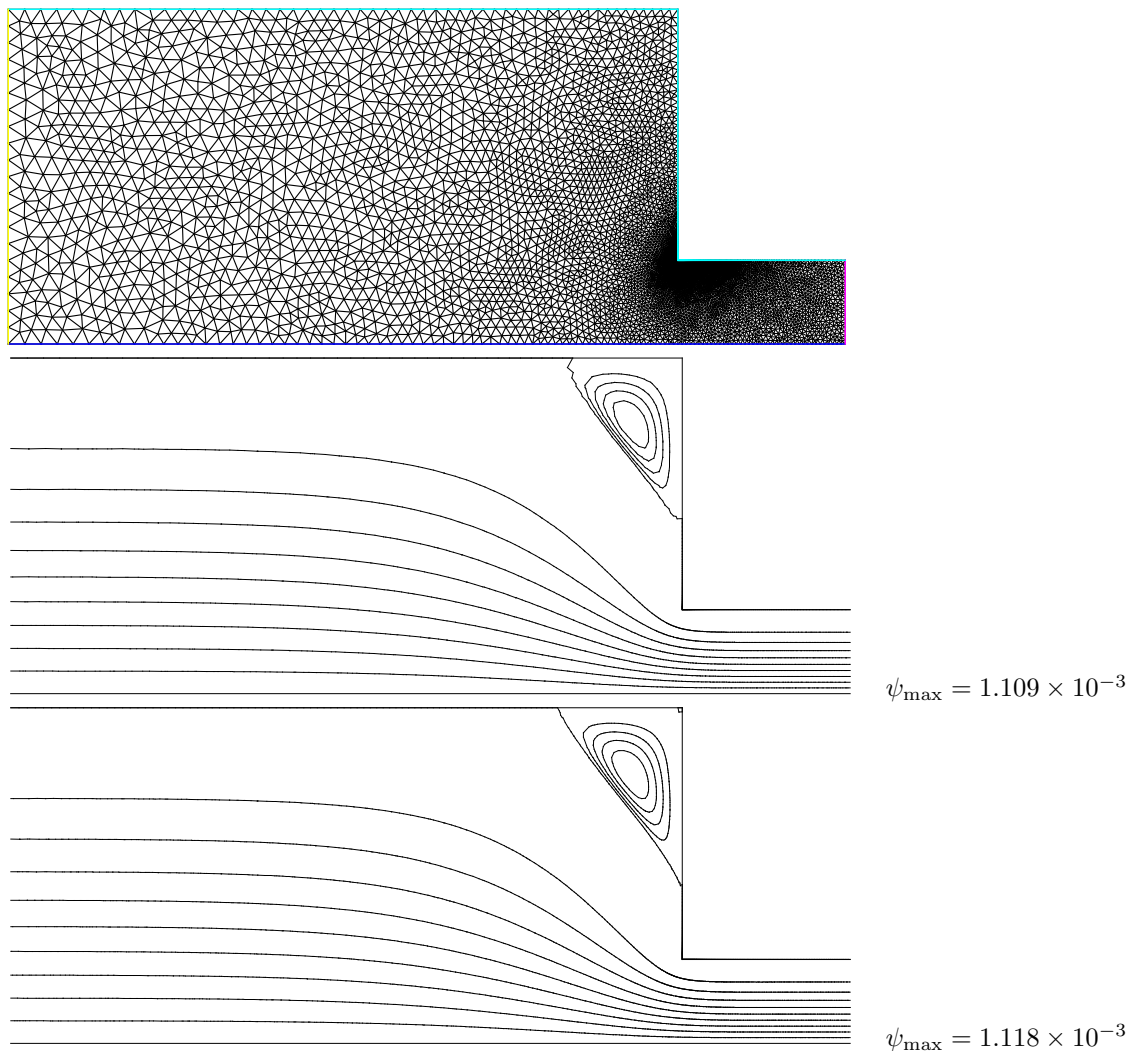 ψmax = 1.109 × 10⁻³
ψmax = 1.118 × 10⁻³